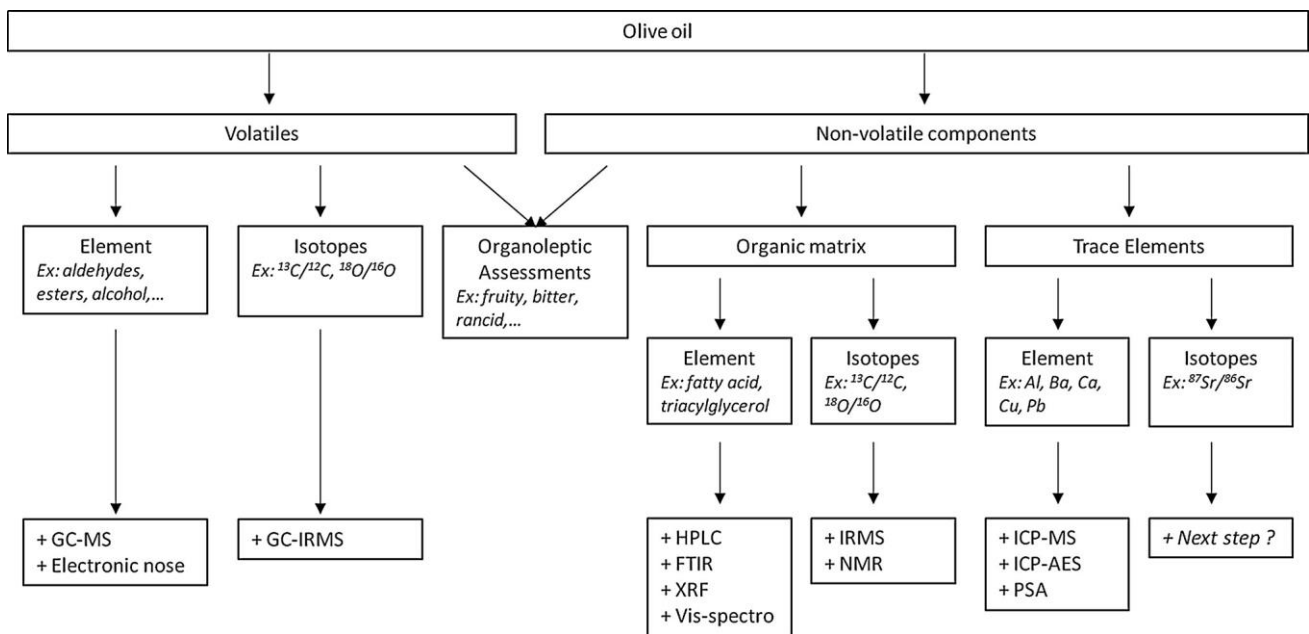 Olive oil
Volatiles
Non-volatile components
Element
Ex: aldehydes,
esters, alcohol,...
Isotopes
Ex: ¹³C/¹²C, ¹⁸O/¹⁶O
Organoleptic
Assessments
Ex: fruity, bitter,
rancid,...
Organic matrix
Trace Elements
Element
Ex: fatty acid,
triacylglycerol
Isotopes
Ex: ¹³C/¹²C,
¹⁸O/¹⁶O
Element
Ex: Al, Ba, Ca,
Cu, Pb
Isotopes
Ex: ⁸⁷Sr/⁸⁶Sr
+ GC-MS
+ Electronic nose
+ GC-IRMS
+ HPLC
+ FTIR
+ XRF
+ Vis-spectro
+ IRMS
+ NMR
+ ICP-MS
+ ICP-AES
+ PSA
+ Next step ?